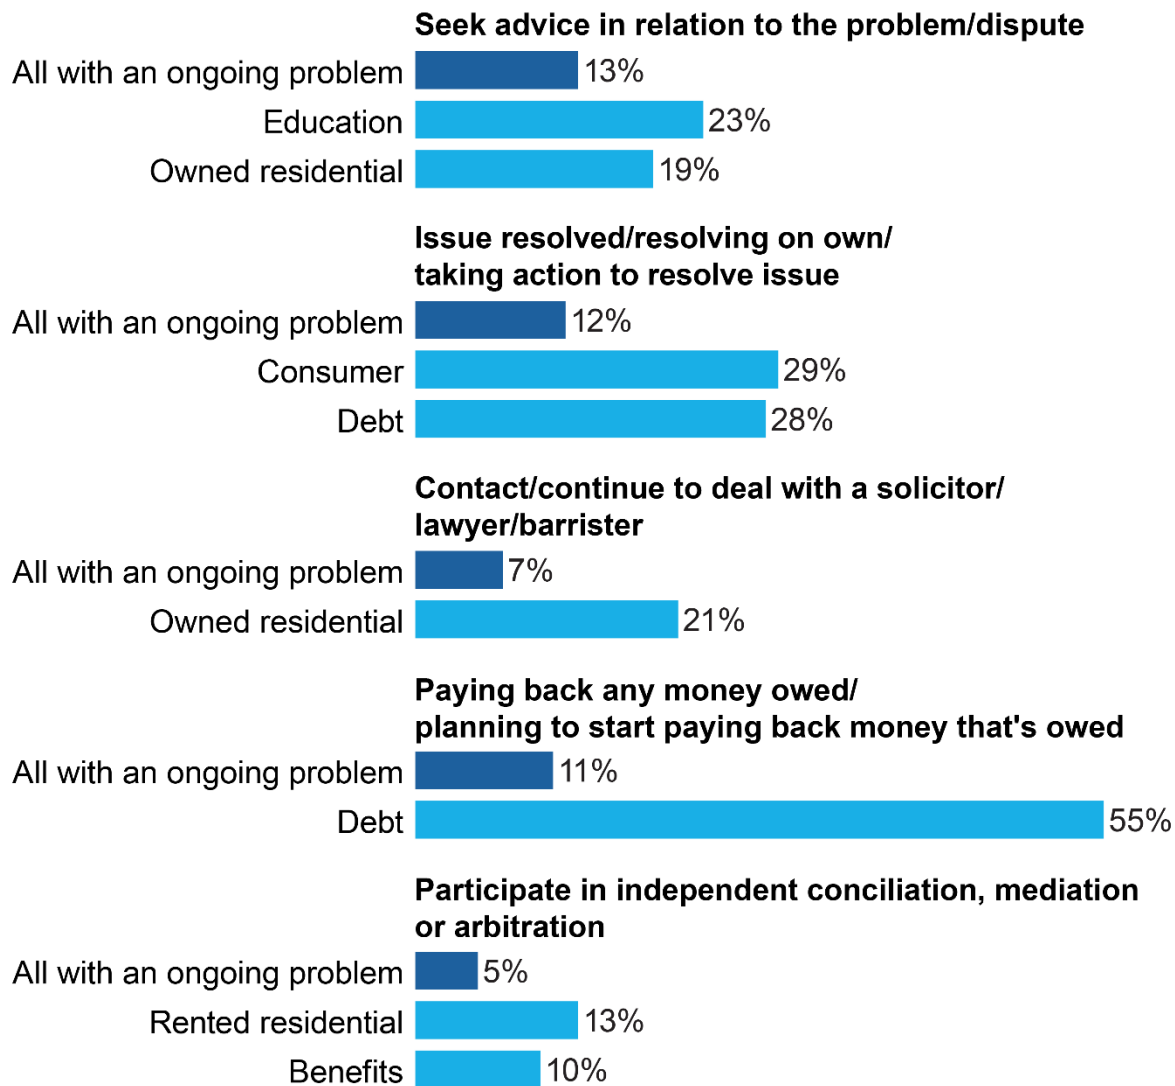 Seek advice in relation to the problem/dispute
All with an ongoing problem 13%
Education 23%
Owned residential 19%
Issue resolved/resolving on own/
taking action to resolve issue
All with an ongoing problem 12%
Consumer 29%
Debt 28%
Contact/continue to deal with a solicitor/
lawyer/barrister
All with an ongoing problem 7%
Owned residential 21%
Paying back any money owed/
planning to start paying back money that's owed
All with an ongoing problem 11%
Debt 55%
Participate in independent conciliation, mediation
or arbitration
All with an ongoing problem 5%
Rented residential 13%
Benefits 10%